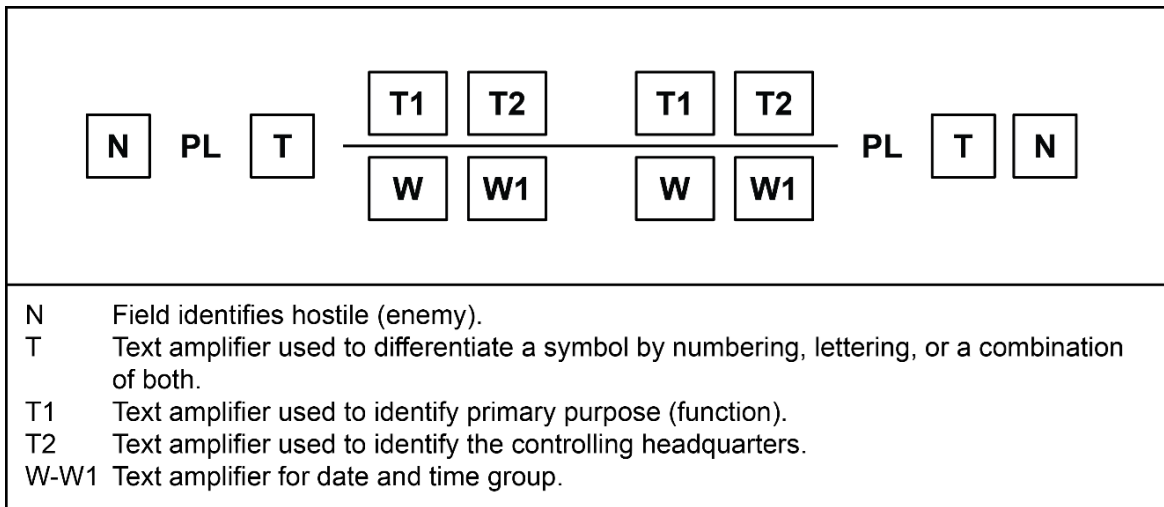 T1 T2 T1 T2
N PL T PL T N
W W1 W W1
N Field identifies hostile (enemy).
T Text amplifier used to differentiate a symbol by numbering, lettering, or a combination
of both.
T1 Text amplifier used to identify primary purpose (function).
T2 Text amplifier used to identify the controlling headquarters.
W-W1 Text amplifier for date and time group.